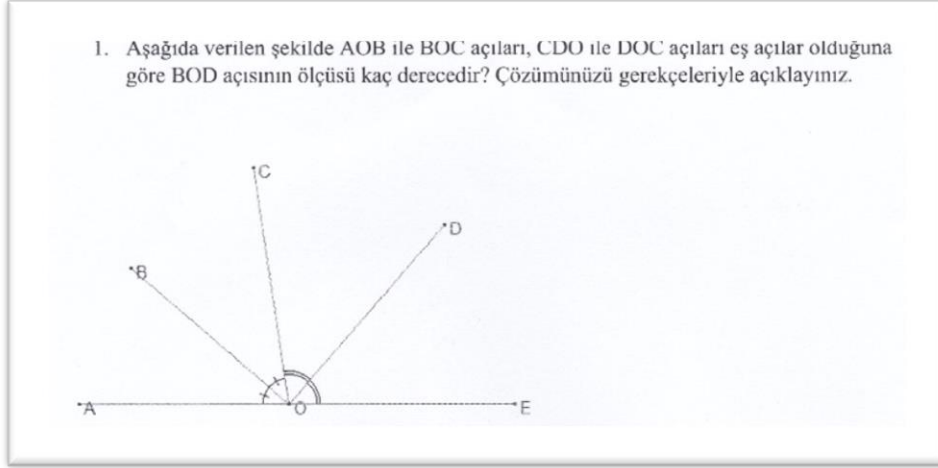 1. Aşağıda verilen şekilde AOB ile BOC açıları, CDO ile DOC açıları eş açılar olduğuna
göre BOD açısının ölçüsü kaç derecedir? Çözümünüzü gerekçeleriyle açıklayınız.
C
D
B
A
O
E